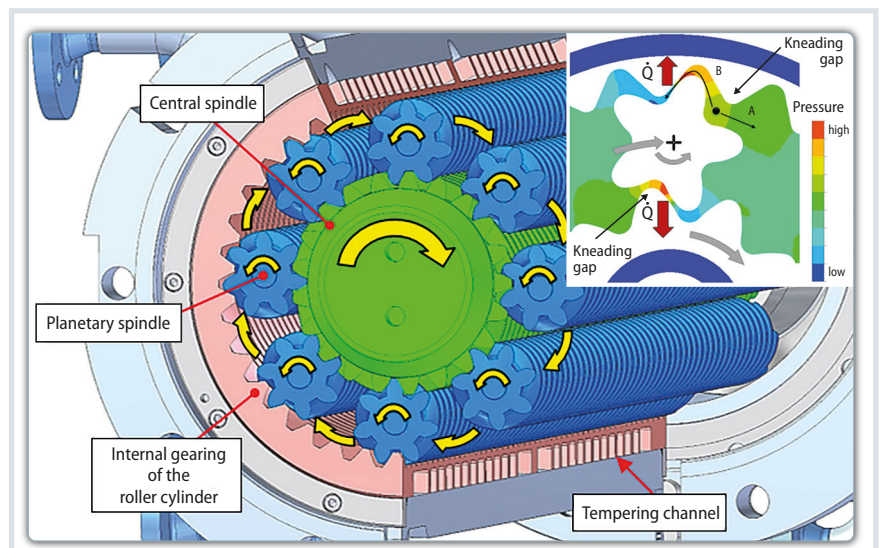 Central spindle
Planetary spindle
Internal gearing
of the
roller cylinder
Tempering channel
Kneading
gap
Q̇
B
A
Pressure
high
low
Q̇
Kneading
gap